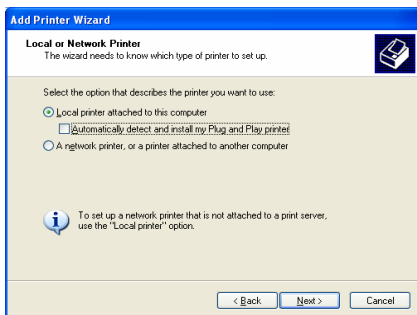 Add Printer Wizard
Local or Network Printer
The wizard needs to know which type of printer to set up.
Select the option that describes the printer you want to use:
Local printer attached to this computer
Automatically detect and install my Plug and Play printer
A network printer, or a printer attached to another computer
To set up a network printer that is not attached to a print server,
use the "Local printer" option.
< Back Next > Cancel